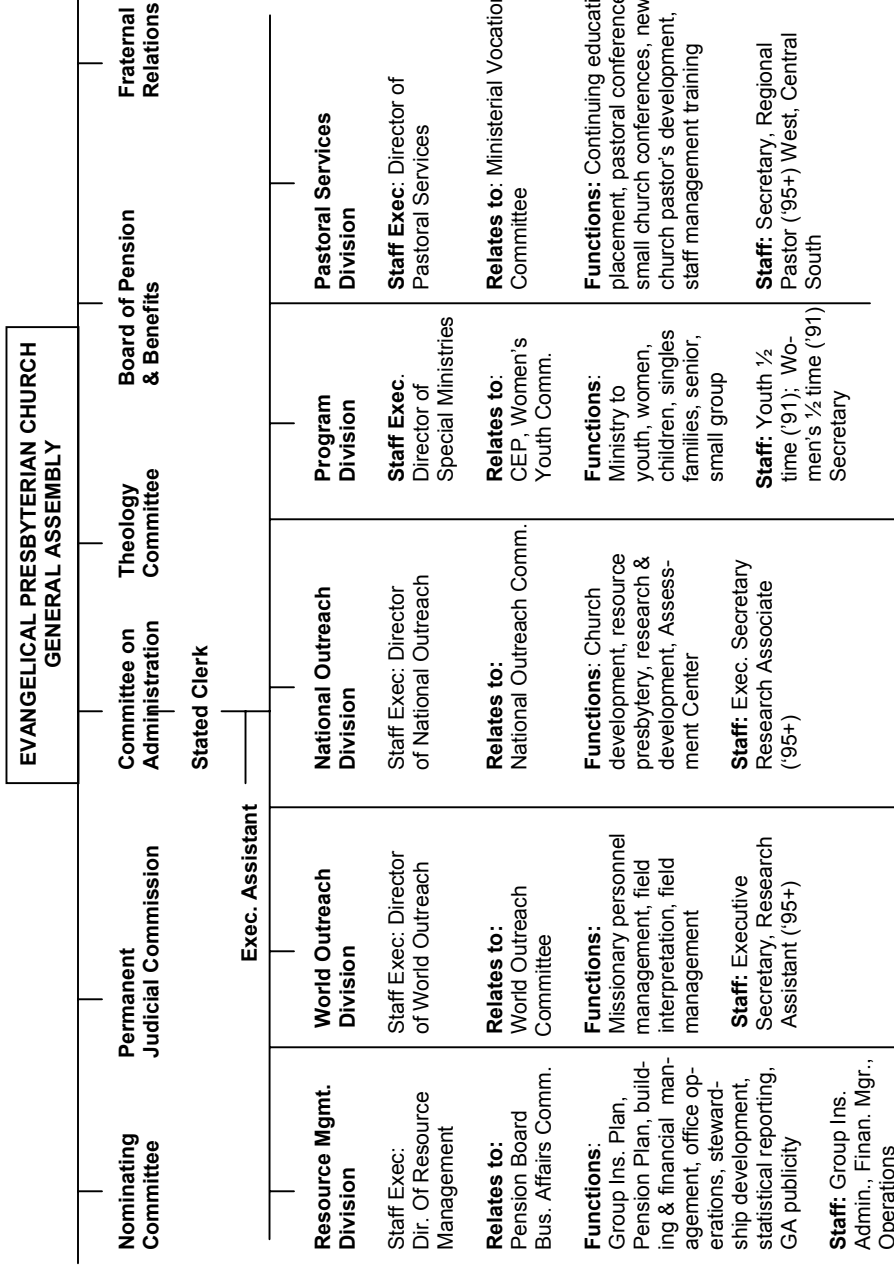 EVANGELICAL PRESBYTERIAN CHURCH
GENERAL ASSEMBLY
Nominating
Committee
Permanent
Judicial Commission
Committee on
Administration
Theology
Committee
Board of Pension
& Benefits
Fraternal
Relations
Stated Clerk
Exec. Assistant
Resource Mgmt.
Division
Staff Exec:
Dir. Of Resource
Management
Relates to:
Pension Board
Bus. Affairs Comm.
Functions:
Group Ins. Plan,
Pension Plan, build-
ing & financial man-
agement, office op-
erations, steward-
ship development,
statistical reporting,
GA publicity
Staff: Group Ins.
Admin., Finan. Mgr.,
Operations
World Outreach
Division
Staff Exec: Director
of World Outreach
Relates to:
World Outreach
Committee
Functions:
Missionary personnel
management, field
interpretation, field
management
Staff: Executive
Secretary, Research
Assistant (‘95+)
National Outreach
Division
Staff Exec: Director
of National Outreach
Relates to:
National Outreach Comm.
Functions: Church
development, resource
presbytery, research &
development, Assess-
ment Center
Staff: Exec. Secretary
Research Associate
(‘95+)
Program
Division
Staff Exec.
Director of
Special Ministries
Relates to:
CEP, Women's
Youth Comm.
Functions:
Ministry to
youth, women,
children, singles
families, senior,
small group
Staff: Youth ½
time ('91); Wo-
men's ½ time ('91)
Secretary
Pastoral Services
Division
Staff Exec: Director of
Pastoral Services
Relates to: Ministerial Vocation
Committee
Functions: Continuing educati
placement, pastoral conference
small church conferences, new
church pastor's development,
staff management training
Staff: Secretary, Regional
Pastor ('95+) West, Central
South